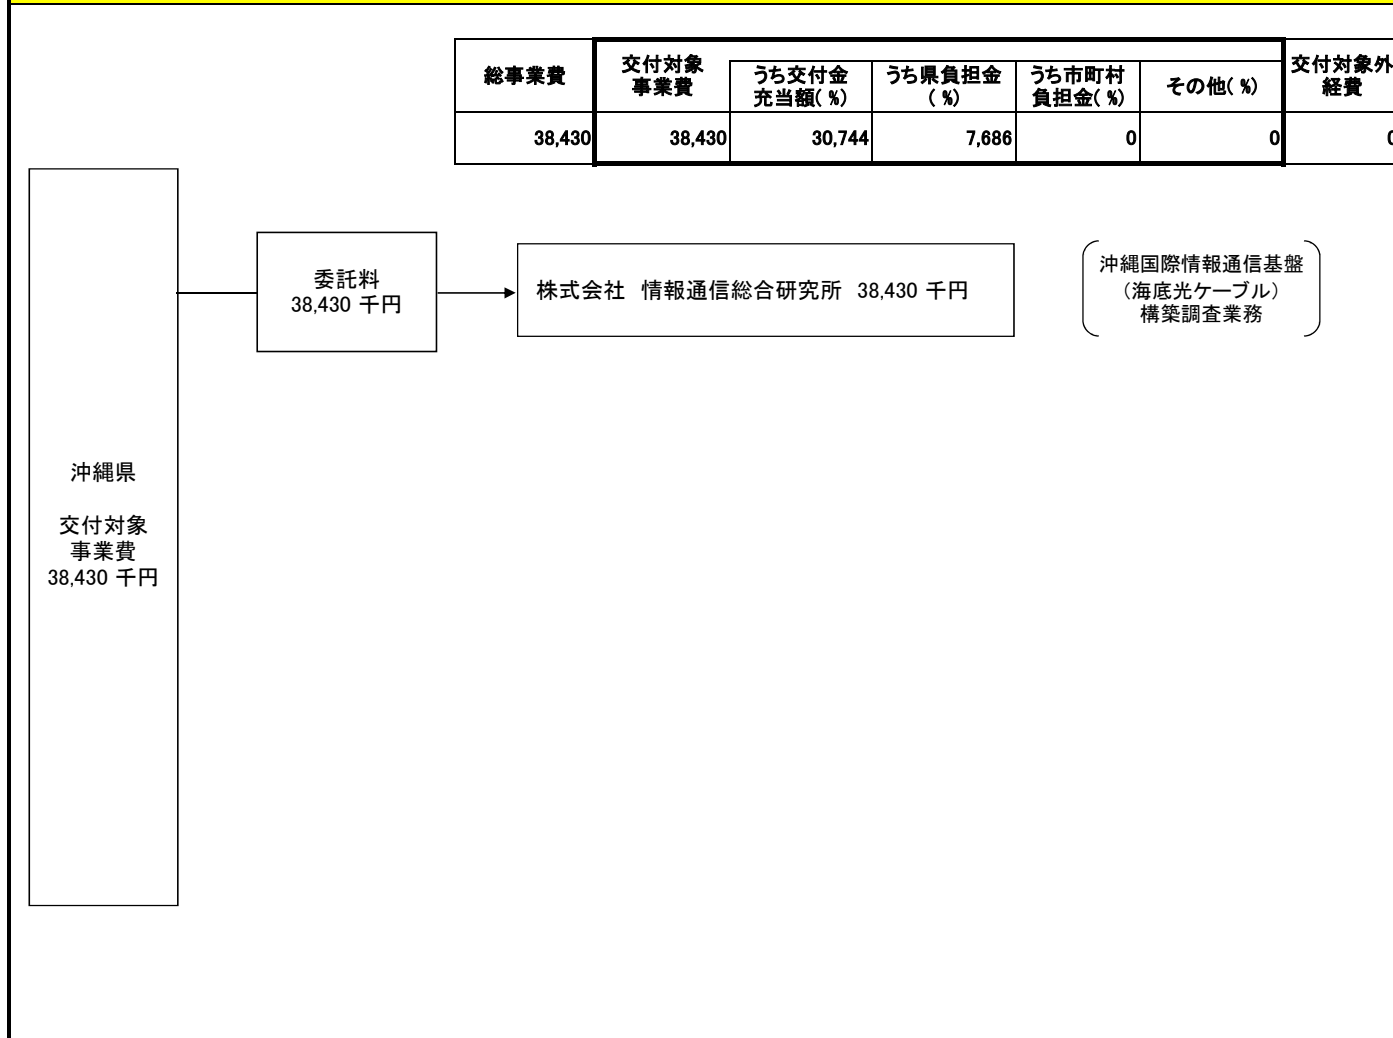 総事業費
交付対象
事業費
うち交付金
充当額(%)
うち県負担金
(%)
うち市町村
負担金(%)
その他(%)
交付対象外
経費
38,430 38,430 30,744 7,686 0 0 0
委託料
38,430 千円
株式会社 情報通信総合研究所 38,430 千円
沖縄国際情報通信基盤
(海底光ケーブル)
構築調査業務
沖縄県
交付対象
事業費
38,430 千円